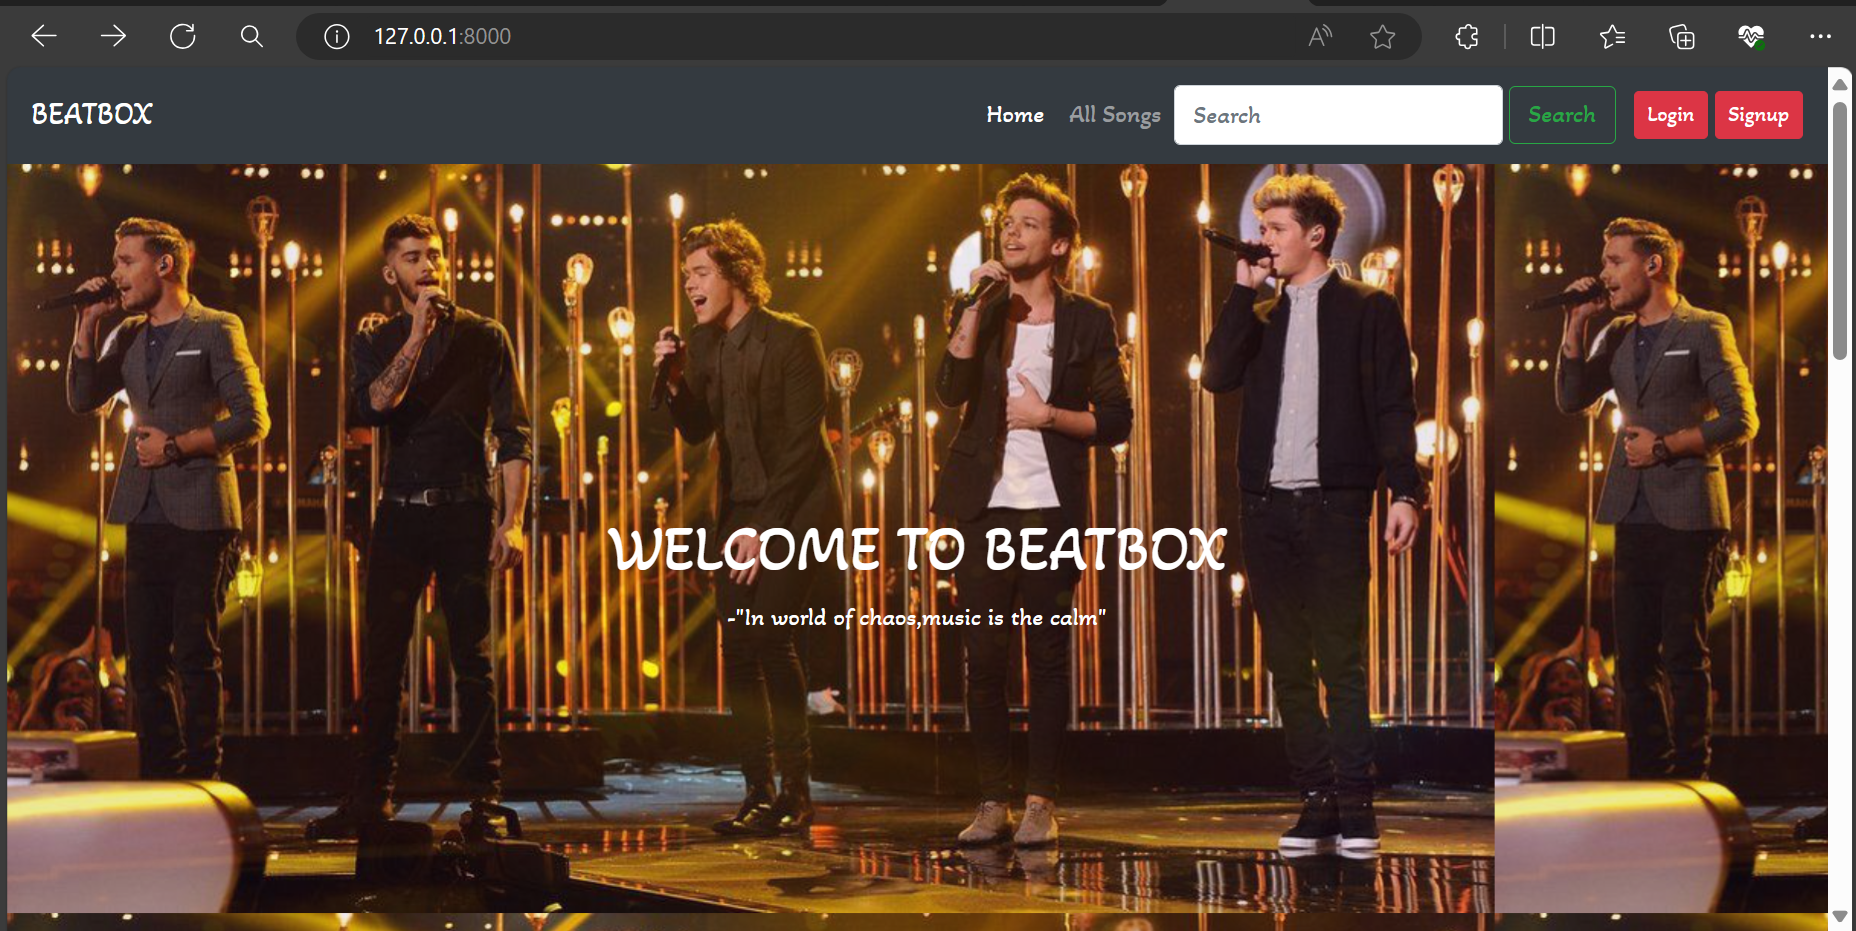 127.0.0.1:8000
BEATBOX
Home All Songs Search Search Login Signup
WELCOME TO BEATBOX
-"In world of chaos,music is the calm"